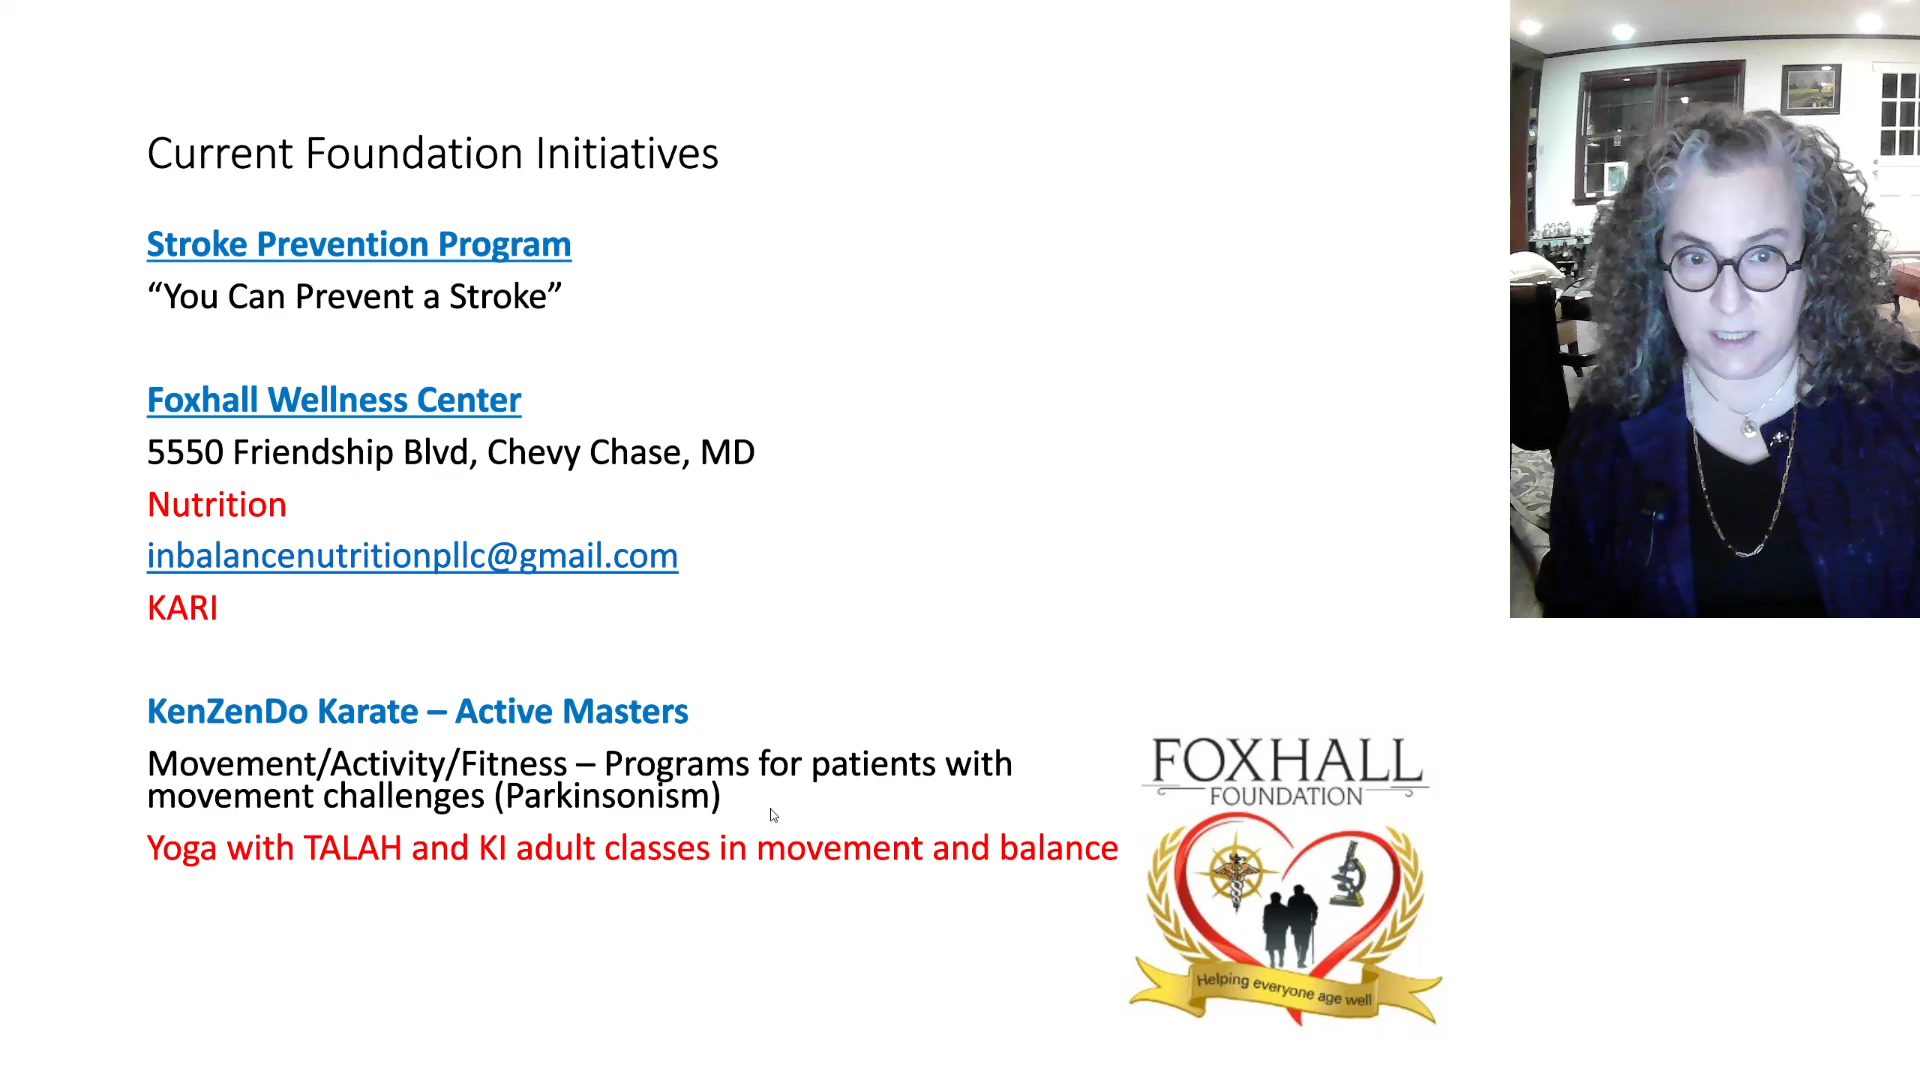 Current Foundation Initiatives
Stroke Prevention Program
“You Can Prevent a Stroke”
Foxhall Wellness Center
5550 Friendship Blvd, Chevy Chase, MD
Nutrition
inbalancenutritionpllc@gmail.com
KARI
KenZenDo Karate – Active Masters
Movement/Activity/Fitness – Programs for patients with
movement challenges (Parkinsonism)
Yoga with TALAH and KI adult classes in movement and balance
FOXHALL
FOUNDATION
Helping everyone age well